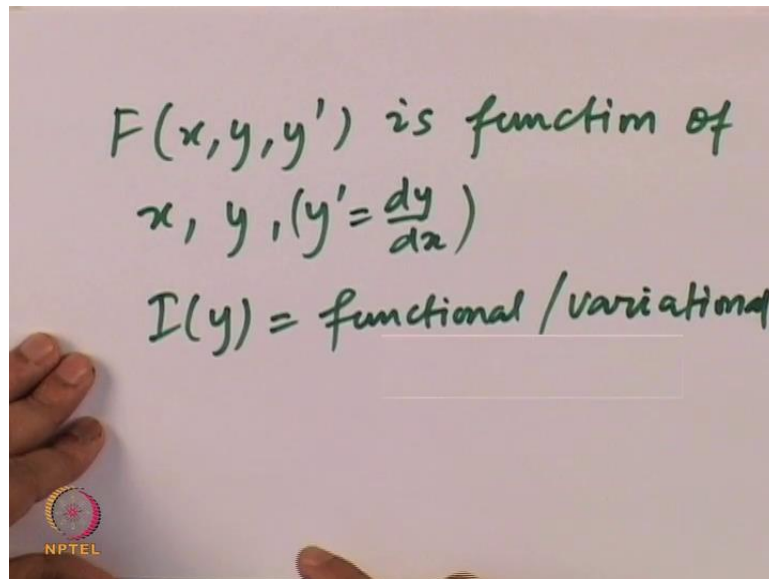 F(x, y, y') is function of
x, y, (y' = dy/dx)
I(y) = functional / variational
NPTEL